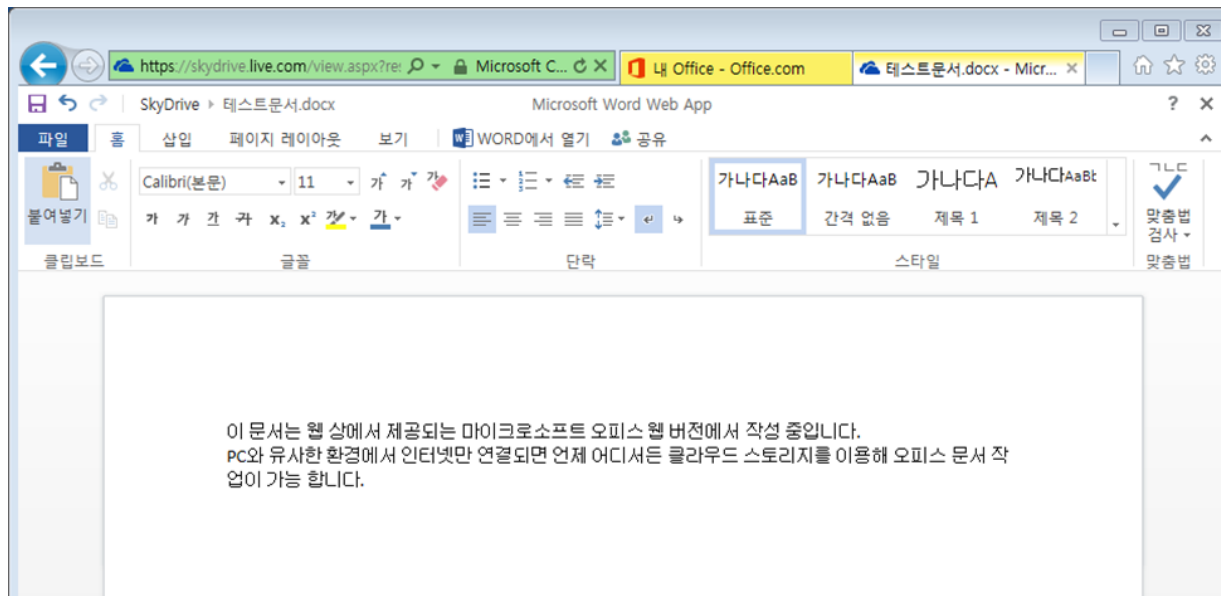 https://skydrive.live.com/view.aspx?re: Microsoft C... 내 Office - Office.com 테스트문서.docx - Micr...
SkyDrive 테스트문서.docx Microsoft Word Web App
파일 홈 삽입 페이지 레이아웃 보기 WORD에서 열기 공유
Calibri(본문) 11 가 가 가
붙여넣기 가 가 가 가 x₂ x² 가 가
가나다AaB 가나다AaB 가나다A 가나다AaBb ㄱㄴㄷ
표준 간격 없음 제목 1 제목 2 맞춤법
검사
클립보드 글꼴 단락 스타일 맞춤법
이 문서는 웹 상에서 제공되는 마이크로소프트 오피스 웹 버전에서 작성 중입니다.
PC와 유사한 환경에서 인터넷만 연결되면 언제 어디서든 클라우드 스토리지를 이용해 오피스 문서 작
업이 가능 합니다.